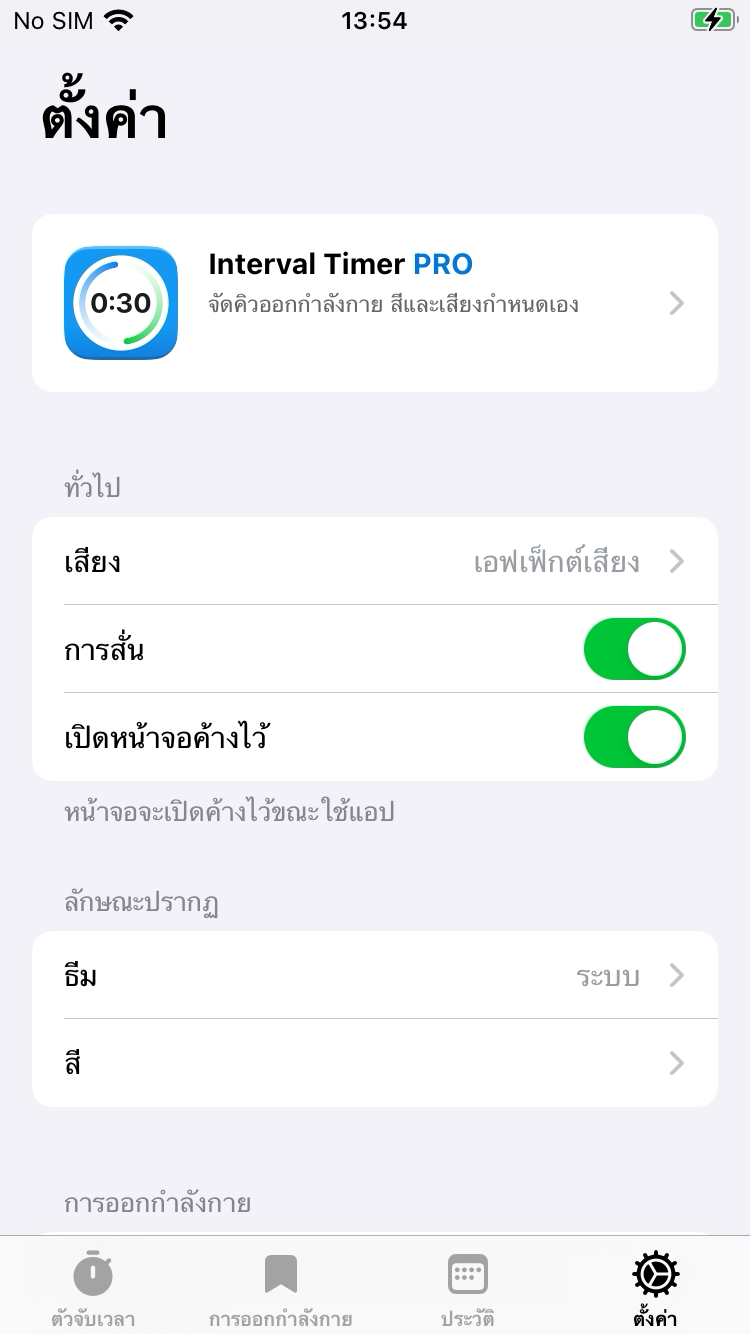 No SIM 13:54
ตั้งค่า
Interval Timer PRO
0:30
จัดคิวออกกำลังกาย สีและเสียงกำหนดเอง
ทั่วไป
เสียง เอฟเฟ็กต์เสียง
การสั่น
เปิดหน้าจอค้างไว้
หน้าจอจะเปิดค้างไว้ขณะใช้แอป
ลักษณะปรากฏ
ธีม ระบบ
สี
การออกกำลังกาย
ตัวจับเวลา การออกกำลังกาย ประวัติ ตั้งค่า